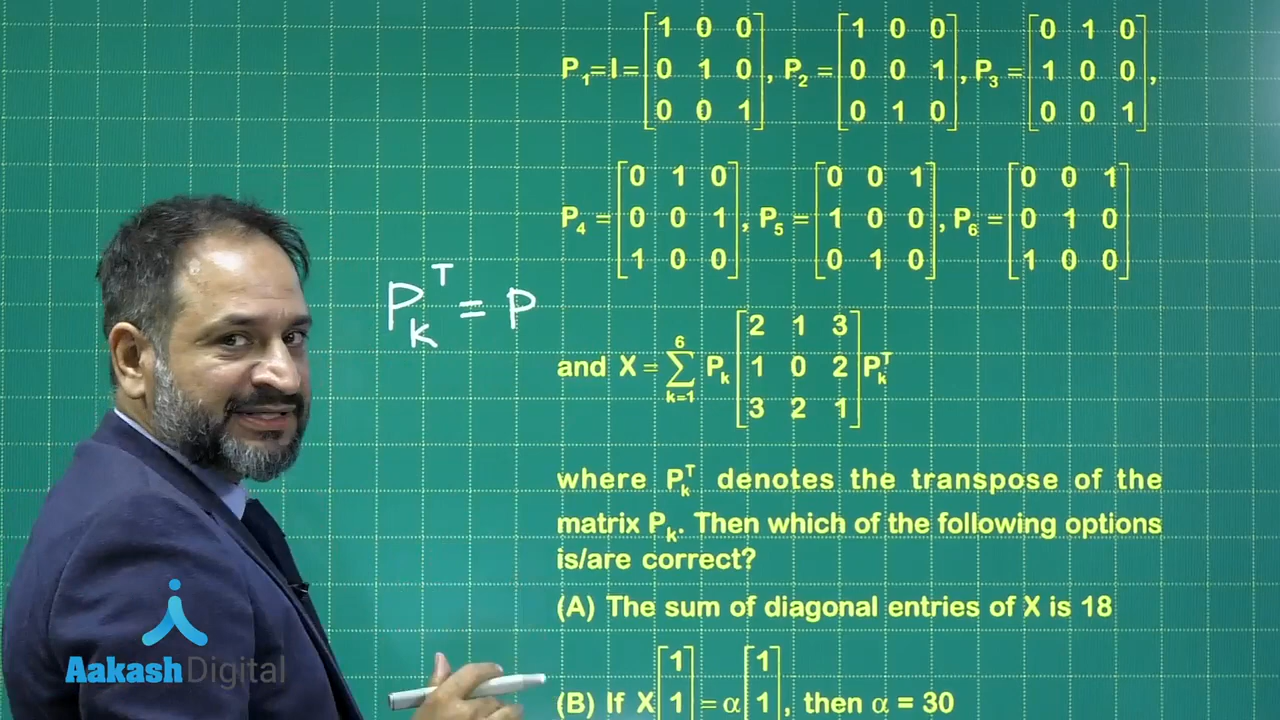 P₁=I= [1 0 0; 0 1 0; 0 0 1], P₂ = [1 0 0; 0 0 1; 0 1 0], P₃ = [0 1 0; 1 0 0; 0 0 1],
P₄ = [0 1 0; 0 0 1; 1 0 0], P₅ = [0 0 1; 1 0 0; 0 1 0], P₆ = [0 0 1; 0 1 0; 1 0 0]
Pₖᵀ = P
and X = ∑ₖ₌₁⁶ Pₖ [2 1 3; 1 0 2; 3 2 1] Pₖᵀ
where Pₖᵀ denotes the transpose of the
matrix Pₖ. Then which of the following options
is/are correct?
(A) The sum of diagonal entries of X is 18
(B) If X [1; 1 = α [1; 1, then α = 30
Aakash Digital